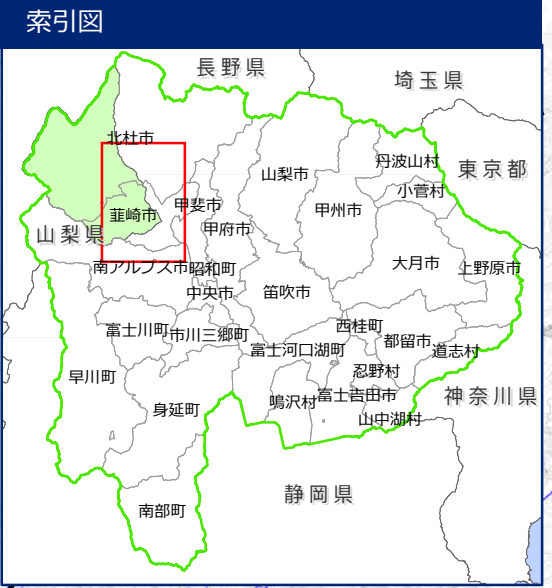 索引図
長野県
埼玉県
北杜市
丹波山村
東京都
山梨市
小菅村
韮崎市
甲斐市
甲州市
甲府市
山梨県
南アルプス市
昭和町
大月市
上野原市
中央市
笛吹市
富士川町
市川三郷町
西桂町
都留市
富士河口湖町
道志村
早川町
忍野村
鳴沢村
富士吉田市
神奈川県
身延町
山中湖村
静岡県
南部町